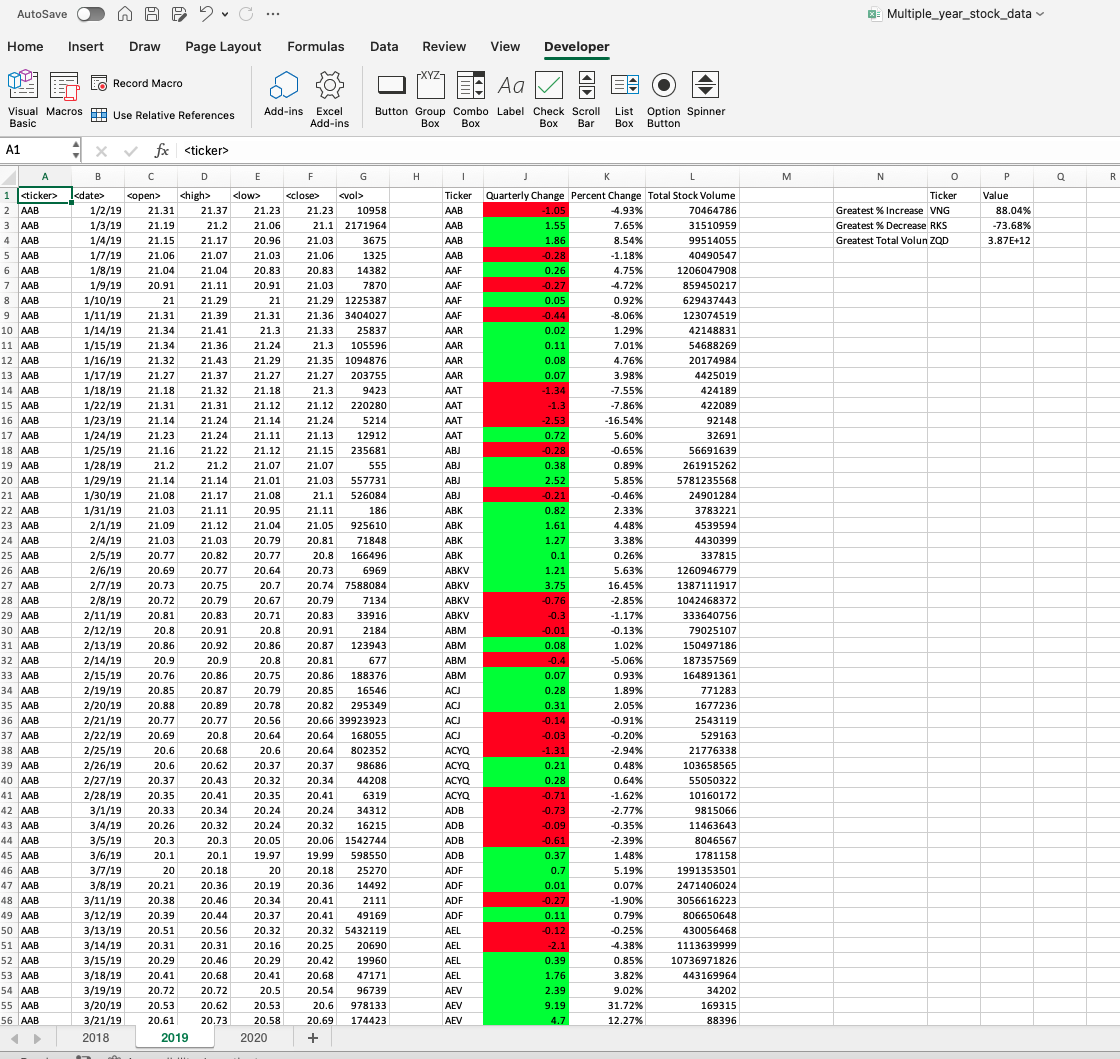 AutoSave Multiple_year_stock_data
Home Insert Draw Page Layout Formulas Data Review View Developer
Visual Basic Macros Record Macro Use Relative References Add-ins Excel Add-ins Button Group Box Combo Box Label Check Box Scroll Bar List Box Option Button Spinner
XYZ Aa
A1 fx <ticker>
A B C D E F G H I J K L M N O P Q R
1 <ticker> <date> <open> <high> <low> <close> <vol> Ticker Quarterly Change Percent Change Total Stock Volume Ticker Value
2 AAB 1/2/19 21.31 21.37 21.23 21.23 10958 AAB -1.05 -4.93% 70464786 Greatest % Increase VNG 88.04%
3 AAB 1/3/19 21.19 21.2 21.06 21.1 2171964 AAB 1.55 7.65% 31510959 Greatest % Decrease RKS -73.68%
4 AAB 1/4/19 21.15 21.17 20.96 21.03 3675 AAB 1.86 8.54% 99514055 Greatest Total Volun ZQD 3.87E+12
5 AAB 1/7/19 21.06 21.07 21.03 21.06 1325 AAB -0.28 -1.18% 40490547
6 AAB 1/8/19 21.04 21.04 20.83 20.83 14382 AAF 0.26 4.75% 1206047908
7 AAB 1/9/19 20.91 21.11 20.91 21.03 7870 AAF -0.27 -4.72% 859450217
8 AAB 1/10/19 21 21.29 21 21.29 1225387 AAF 0.05 0.92% 629437443
9 AAB 1/11/19 21.31 21.39 21.31 21.36 3404027 AAF -0.44 -8.06% 123074519
10 AAB 1/14/19 21.34 21.41 21.3 21.33 25837 AAR 0.02 1.29% 42148831
11 AAB 1/15/19 21.34 21.36 21.24 21.3 105596 AAR 0.11 7.01% 54688269
12 AAB 1/16/19 21.32 21.43 21.29 21.35 1094876 AAR 0.08 4.76% 20174984
13 AAB 1/17/19 21.27 21.37 21.27 21.27 203755 AAR 0.07 3.98% 4425019
14 AAB 1/18/19 21.18 21.32 21.18 21.3 9423 AAT -1.34 -7.55% 424189
15 AAB 1/22/19 21.31 21.31 21.12 21.12 220280 AAT -1.3 -7.86% 422089
16 AAB 1/23/19 21.14 21.24 21.14 21.24 5214 AAT -2.53 -16.54% 92148
17 AAB 1/24/19 21.23 21.24 21.11 21.13 12912 AAT 0.72 5.60% 32691
18 AAB 1/25/19 21.16 21.22 21.12 21.15 235681 ABJ -0.28 -0.65% 56691639
19 AAB 1/28/19 21.2 21.2 21.07 21.07 555 ABJ 0.38 0.89% 261915262
20 AAB 1/29/19 21.14 21.14 21.01 21.03 557731 ABJ 2.52 5.85% 5781235568
21 AAB 1/30/19 21.08 21.17 21.08 21.1 526084 ABJ -0.21 -0.46% 24901284
22 AAB 1/31/19 21.03 21.11 20.95 21.11 186 ABK 0.82 2.33% 3783221
23 AAB 2/1/19 21.09 21.12 21.04 21.05 925610 ABK 1.61 4.48% 4539594
24 AAB 2/4/19 21.03 21.03 20.79 20.81 71848 ABK 1.27 3.38% 4430399
25 AAB 2/5/19 20.77 20.82 20.77 20.8 166496 ABK 0.1 0.26% 337815
26 AAB 2/6/19 20.69 20.77 20.64 20.73 6969 ABKV 1.21 5.63% 1260946779
27 AAB 2/7/19 20.73 20.75 20.7 20.74 7588084 ABKV 3.75 16.45% 1387111917
28 AAB 2/8/19 20.72 20.79 20.67 20.79 7134 ABKV -0.76 -2.85% 1042468372
29 AAB 2/11/19 20.81 20.83 20.71 20.83 33916 ABKV -0.3 -1.17% 333640756
30 AAB 2/12/19 20.8 20.91 20.8 20.91 2184 ABM -0.01 -0.13% 79025107
31 AAB 2/13/19 20.86 20.92 20.86 20.87 123943 ABM 0.08 1.02% 150497186
32 AAB 2/14/19 20.9 20.9 20.8 20.81 677 ABM -0.4 -5.06% 187357569
33 AAB 2/15/19 20.76 20.86 20.75 20.86 188376 ABM 0.07 0.93% 164891361
34 AAB 2/19/19 20.85 20.87 20.79 20.85 16546 ACJ 0.28 1.89% 771283
35 AAB 2/20/19 20.88 20.89 20.78 20.82 295349 ACJ 0.31 2.05% 1677236
36 AAB 2/21/19 20.77 20.77 20.56 20.66 39923923 ACJ -0.14 -0.91% 2543119
37 AAB 2/22/19 20.69 20.8 20.64 20.64 168055 ACJ -0.03 -0.20% 529163
38 AAB 2/25/19 20.6 20.68 20.6 20.64 802352 ACYQ -1.31 -2.94% 21776338
39 AAB 2/26/19 20.6 20.62 20.37 20.37 98686 ACYQ 0.21 0.48% 103658565
40 AAB 2/27/19 20.37 20.43 20.32 20.34 44208 ACYQ 0.28 0.64% 55050322
41 AAB 2/28/19 20.35 20.41 20.35 20.41 6319 ACYQ -0.71 -1.62% 10160172
42 AAB 3/1/19 20.33 20.34 20.24 20.24 34312 ADB -0.73 -2.77% 9815066
43 AAB 3/4/19 20.26 20.32 20.24 20.32 16215 ADB -0.09 -0.35% 11463643
44 AAB 3/5/19 20.3 20.3 20.05 20.06 1542744 ADB -0.61 -2.39% 8046567
45 AAB 3/6/19 20.1 20.1 19.97 19.99 598550 ADB 0.37 1.48% 1781158
46 AAB 3/7/19 20 20.18 20 20.18 25270 ADF 0.7 5.19% 1991353501
47 AAB 3/8/19 20.21 20.36 20.19 20.36 14492 ADF 0.01 0.07% 2471406024
48 AAB 3/11/19 20.38 20.46 20.34 20.41 2111 ADF -0.27 -1.90% 3056616223
49 AAB 3/12/19 20.39 20.44 20.37 20.41 49169 ADF 0.11 0.79% 806650648
50 AAB 3/13/19 20.51 20.56 20.32 20.32 5432119 AEL -0.12 -0.25% 430056468
51 AAB 3/14/19 20.31 20.31 20.16 20.25 20690 AEL -2.1 -4.38% 1113639999
52 AAB 3/15/19 20.29 20.46 20.29 20.42 19960 AEL 0.39 0.85% 10736971826
53 AAB 3/18/19 20.41 20.68 20.41 20.68 47171 AEL 1.76 3.82% 443169964
54 AAB 3/19/19 20.72 20.72 20.5 20.54 96739 AEV 2.39 9.02% 34202
55 AAB 3/20/19 20.53 20.62 20.53 20.6 978133 AEV 9.19 31.72% 169315
56 AAB 3/21/19 20.61 20.73 20.58 20.69 174423 AEV 4.7 12.27% 88396
2018 2019 2020 +